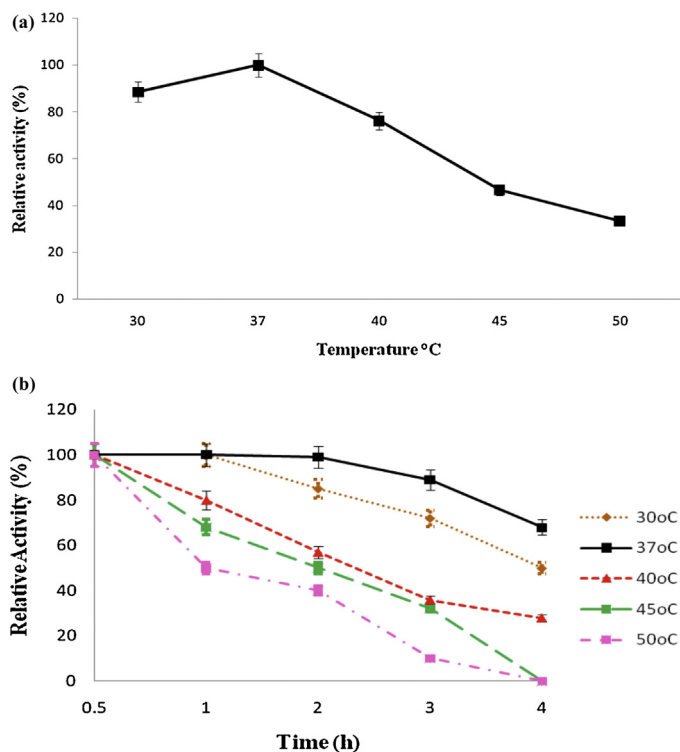 (a)
120
100
80
60
40
20
0
Relative activity (%)
30 37 40 45 50
Temperature °C
(b)
120
100
80
60
40
20
0
Relative Activity (%)
0.5 1 2 3 4
Time (h)
30oC
37oC
40oC
45oC
50oC